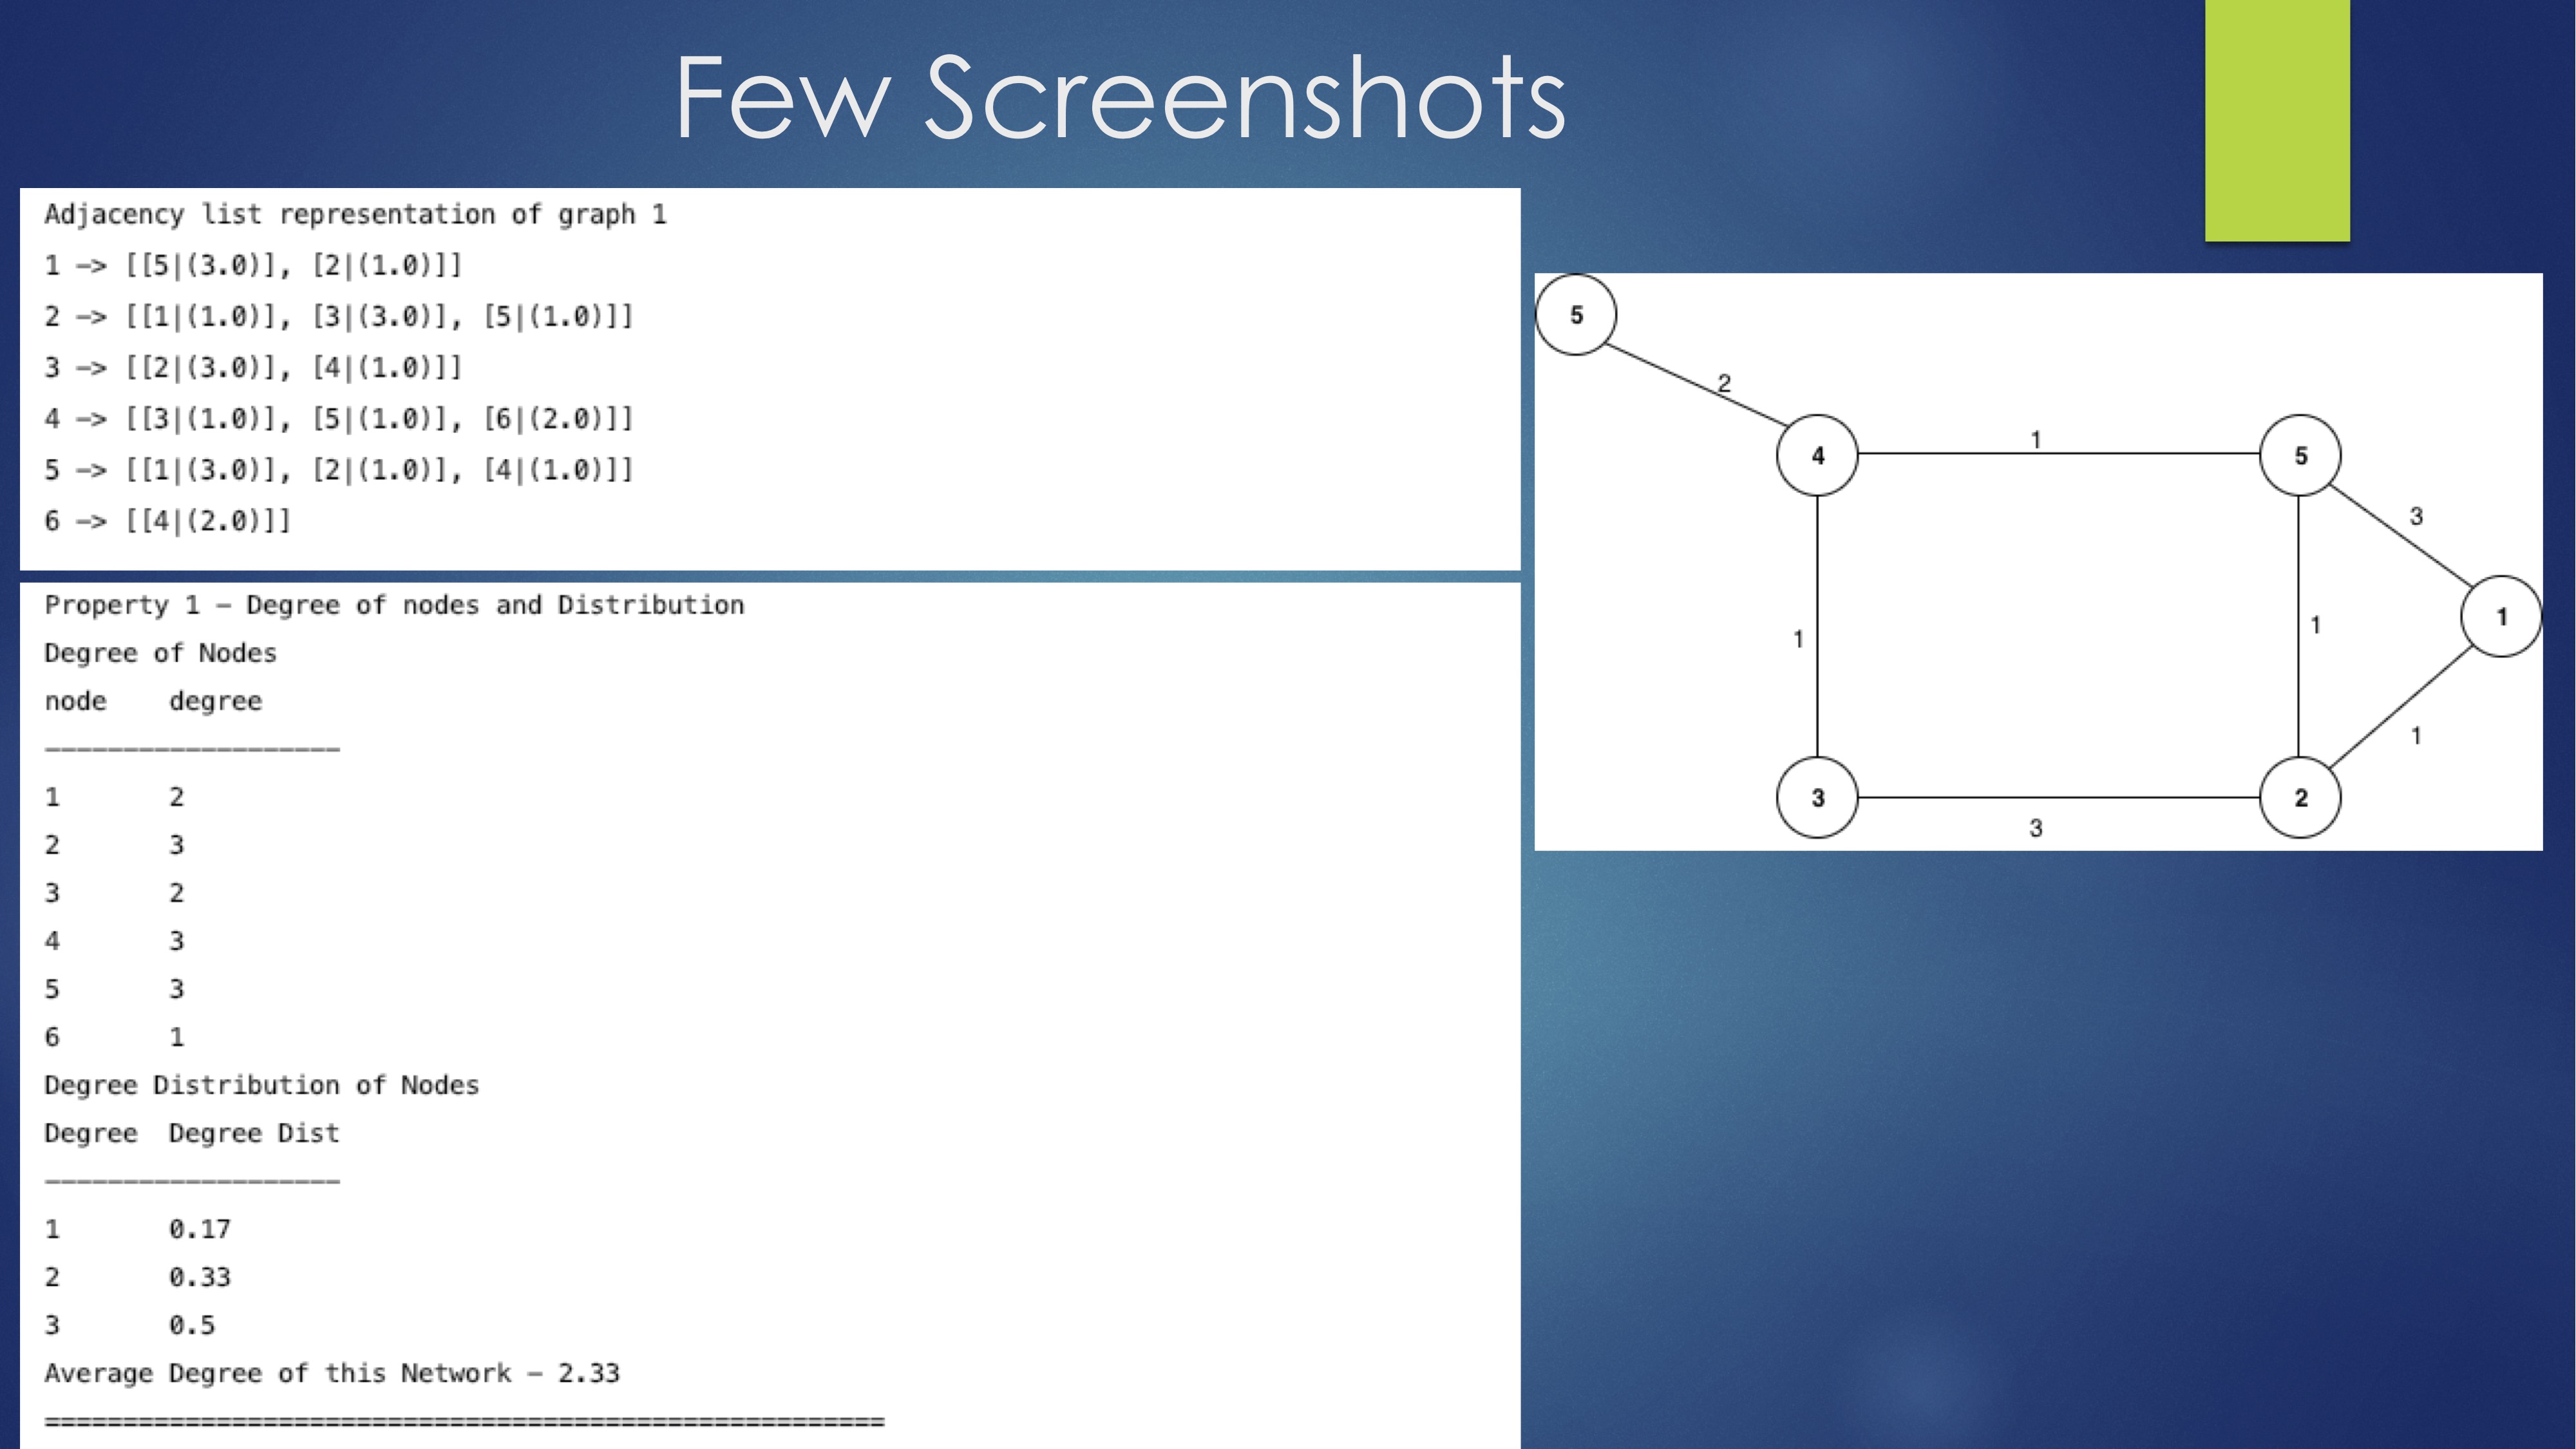 Few Screenshots
Adjacency list representation of graph 1
1 —> [[5|(3.0)], [2|(1.0)]]
2 —> [[1|(1.0)], [3|(3.0)], [5|(1.0)]]
3 —> [[2|(3.0)], [4|(1.0)]]
4 —> [[3|(1.0)], [5|(1.0)], [6|(2.0)]]
5 —> [[1|(3.0)], [2|(1.0)], [4|(1.0)]]
6 —> [[4|(2.0)]]
Property 1 — Degree of nodes and Distribution
Degree of Nodes
node degree
———————————————————
1 2
2 3
3 2
4 3
5 3
6 1
Degree Distribution of Nodes
Degree Degree Dist
———————————————————
1 0.17
2 0.33
3 0.5
Average Degree of this Network — 2.33
======================================================
5
2
4
1
5
3
1
1
1
1
3
3
2